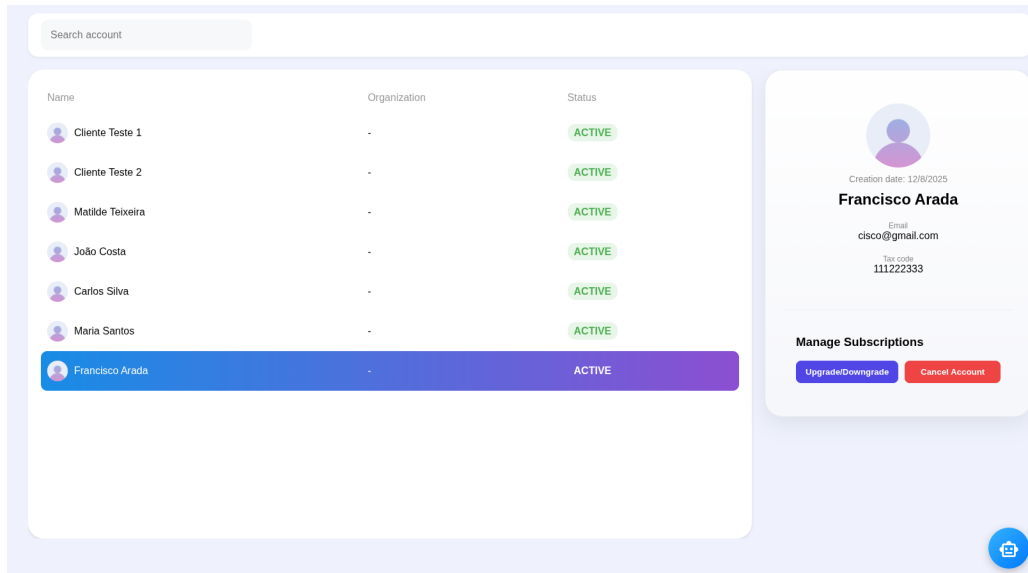 Search account
Name Organization Status
Cliente Teste 1 - ACTIVE
Cliente Teste 2 - ACTIVE
Matilde Teixeira - ACTIVE
João Costa - ACTIVE
Carlos Silva - ACTIVE
Maria Santos - ACTIVE
Francisco Arada - ACTIVE
Creation date: 12/8/2025
Francisco Arada
Email
cisco@gmail.com
Tax code
111222333
Manage Subscriptions
Upgrade/Downgrade Cancel Account